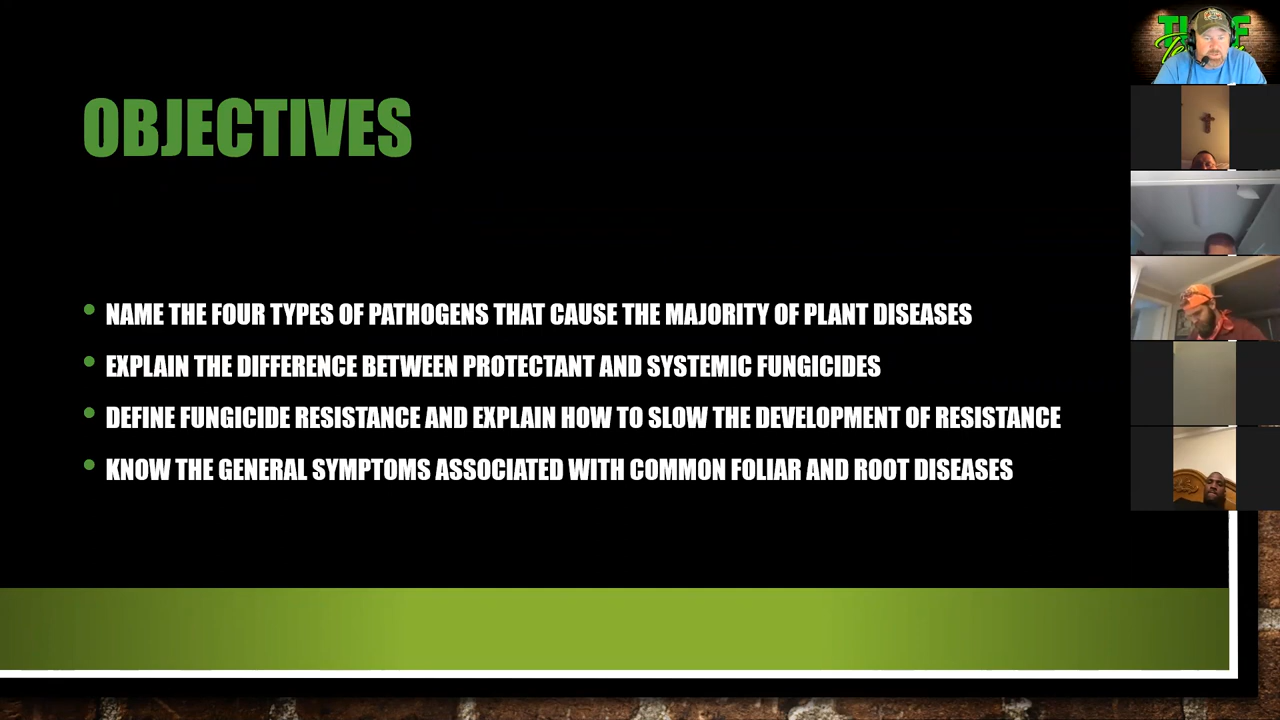 OBJECTIVES
NAME THE FOUR TYPES OF PATHOGENS THAT CAUSE THE MAJORITY OF PLANT DISEASES
EXPLAIN THE DIFFERENCE BETWEEN PROTECTANT AND SYSTEMIC FUNGICIDES
DEFINE FUNGICIDE RESISTANCE AND EXPLAIN HOW TO SLOW THE DEVELOPMENT OF RESISTANCE
KNOW THE GENERAL SYMPTOMS ASSOCIATED WITH COMMON FOLIAR AND ROOT DISEASES